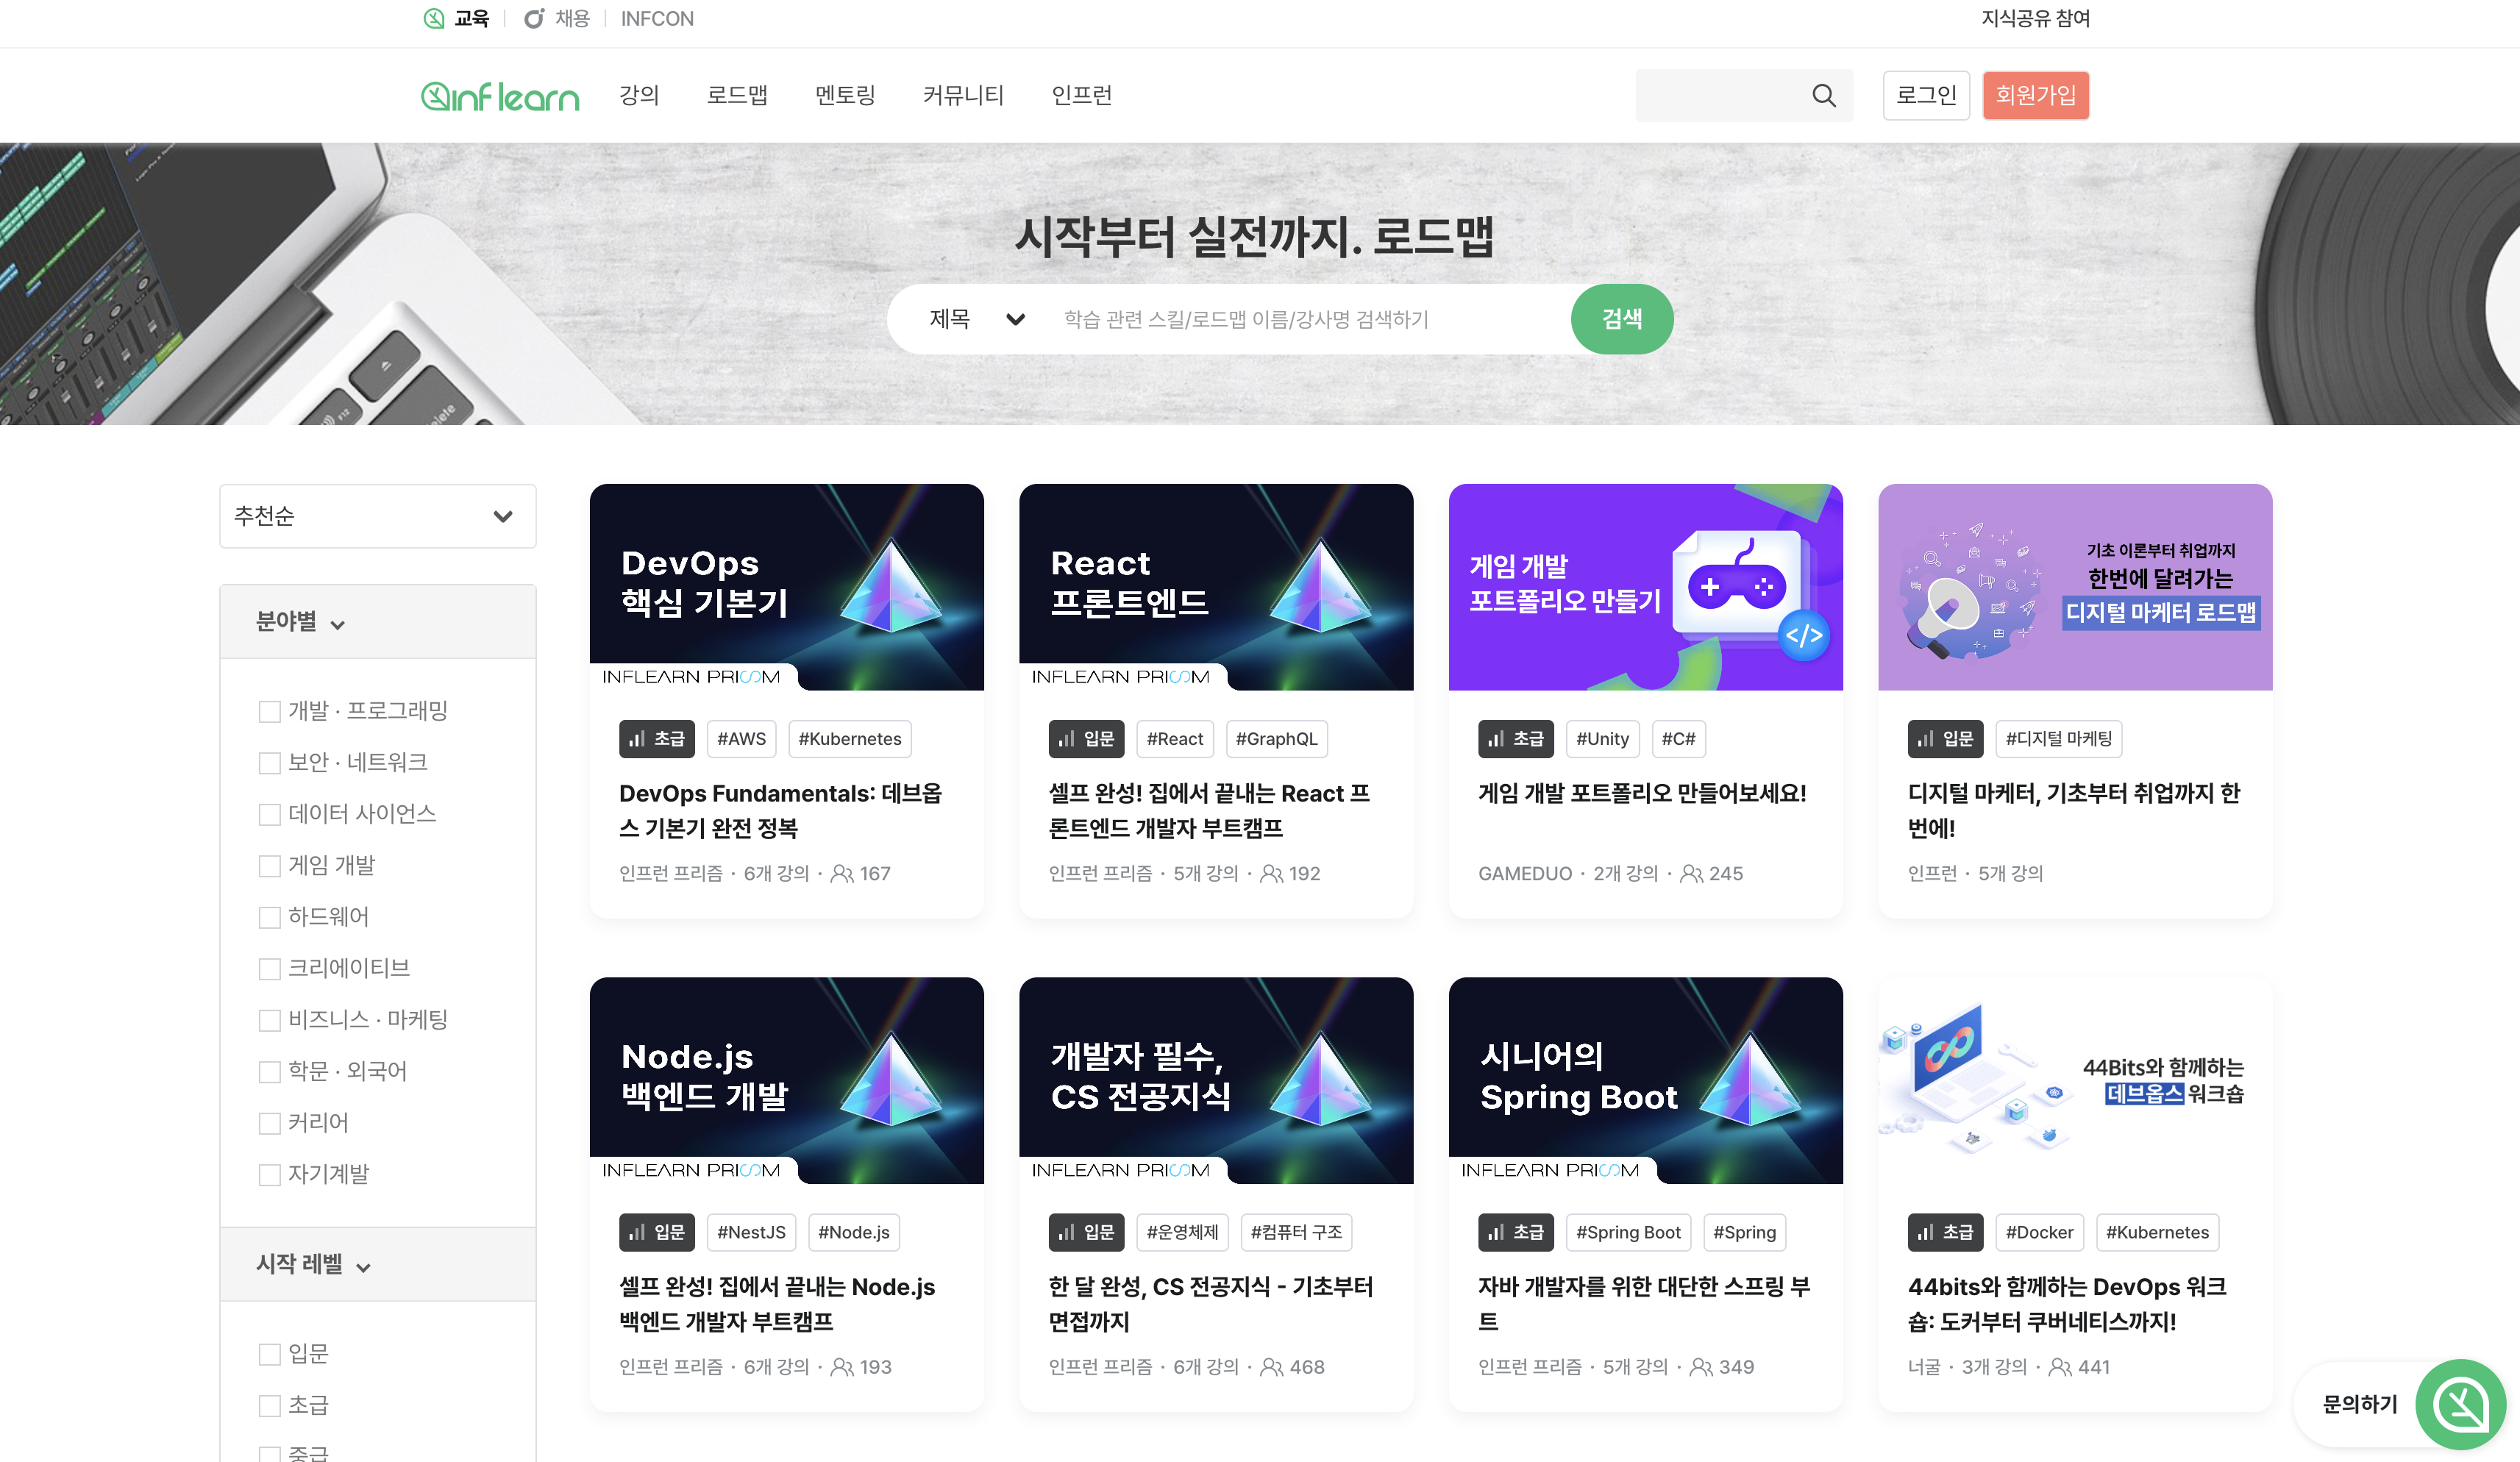 교육
채용
INFCON
지식공유 참여
inflearn
강의
로드맵
멘토링
커뮤니티
인프런
로그인
회원가입
시작부터 실전까지. 로드맵
제목
학습 관련 스킬/로드맵 이름/강사명 검색하기
검색
F12
추천순
분야별
개발 · 프로그래밍
보안 · 네트워크
데이터 사이언스
게임 개발
하드웨어
크리에이티브
비즈니스 · 마케팅
학문 · 외국어
커리어
자기계발
시작 레벨
입문
초급
중급
DevOps
핵심 기본기
INFLEARN PRISM
초급
#AWS
#Kubernetes
DevOps Fundamentals: 데브옵
스 기본기 완전 정복
인프런 프리즘 · 6개 강의 · 167
React
프론트엔드
INFLEARN PRISM
입문
#React
#GraphQL
셀프 완성! 집에서 끝내는 React 프
론트엔드 개발자 부트캠프
인프런 프리즘 · 5개 강의 · 192
게임 개발
포트폴리오 만들기
</>
초급
#Unity
#C#
게임 개발 포트폴리오 만들어보세요!
GAMEDUO · 2개 강의 · 245
기초 이론부터 취업까지
한번에 달려가는
디지털 마케터 로드맵
입문
#디지털 마케팅
디지털 마케터, 기초부터 취업까지 한
번에!
인프런 · 5개 강의
Node.js
백엔드 개발
INFLEARN PRISM
입문
#NestJS
#Node.js
셀프 완성! 집에서 끝내는 Node.js
백엔드 개발자 부트캠프
인프런 프리즘 · 6개 강의 · 193
개발자 필수,
CS 전공지식
INFLEARN PRISM
입문
#운영체제
#컴퓨터 구조
한 달 완성, CS 전공지식 - 기초부터
면접까지
인프런 프리즘 · 6개 강의 · 468
시니어의
Spring Boot
INFLEARN PRISM
초급
#Spring Boot
#Spring
자바 개발자를 위한 대단한 스프링 부
트
인프런 프리즘 · 5개 강의 · 349
44Bits와 함께하는
데브옵스 워크숍
초급
#Docker
#Kubernetes
44bits와 함께하는 DevOps 워크
숍: 도커부터 쿠버네티스까지!
너굴 · 3개 강의 · 441
문의하기